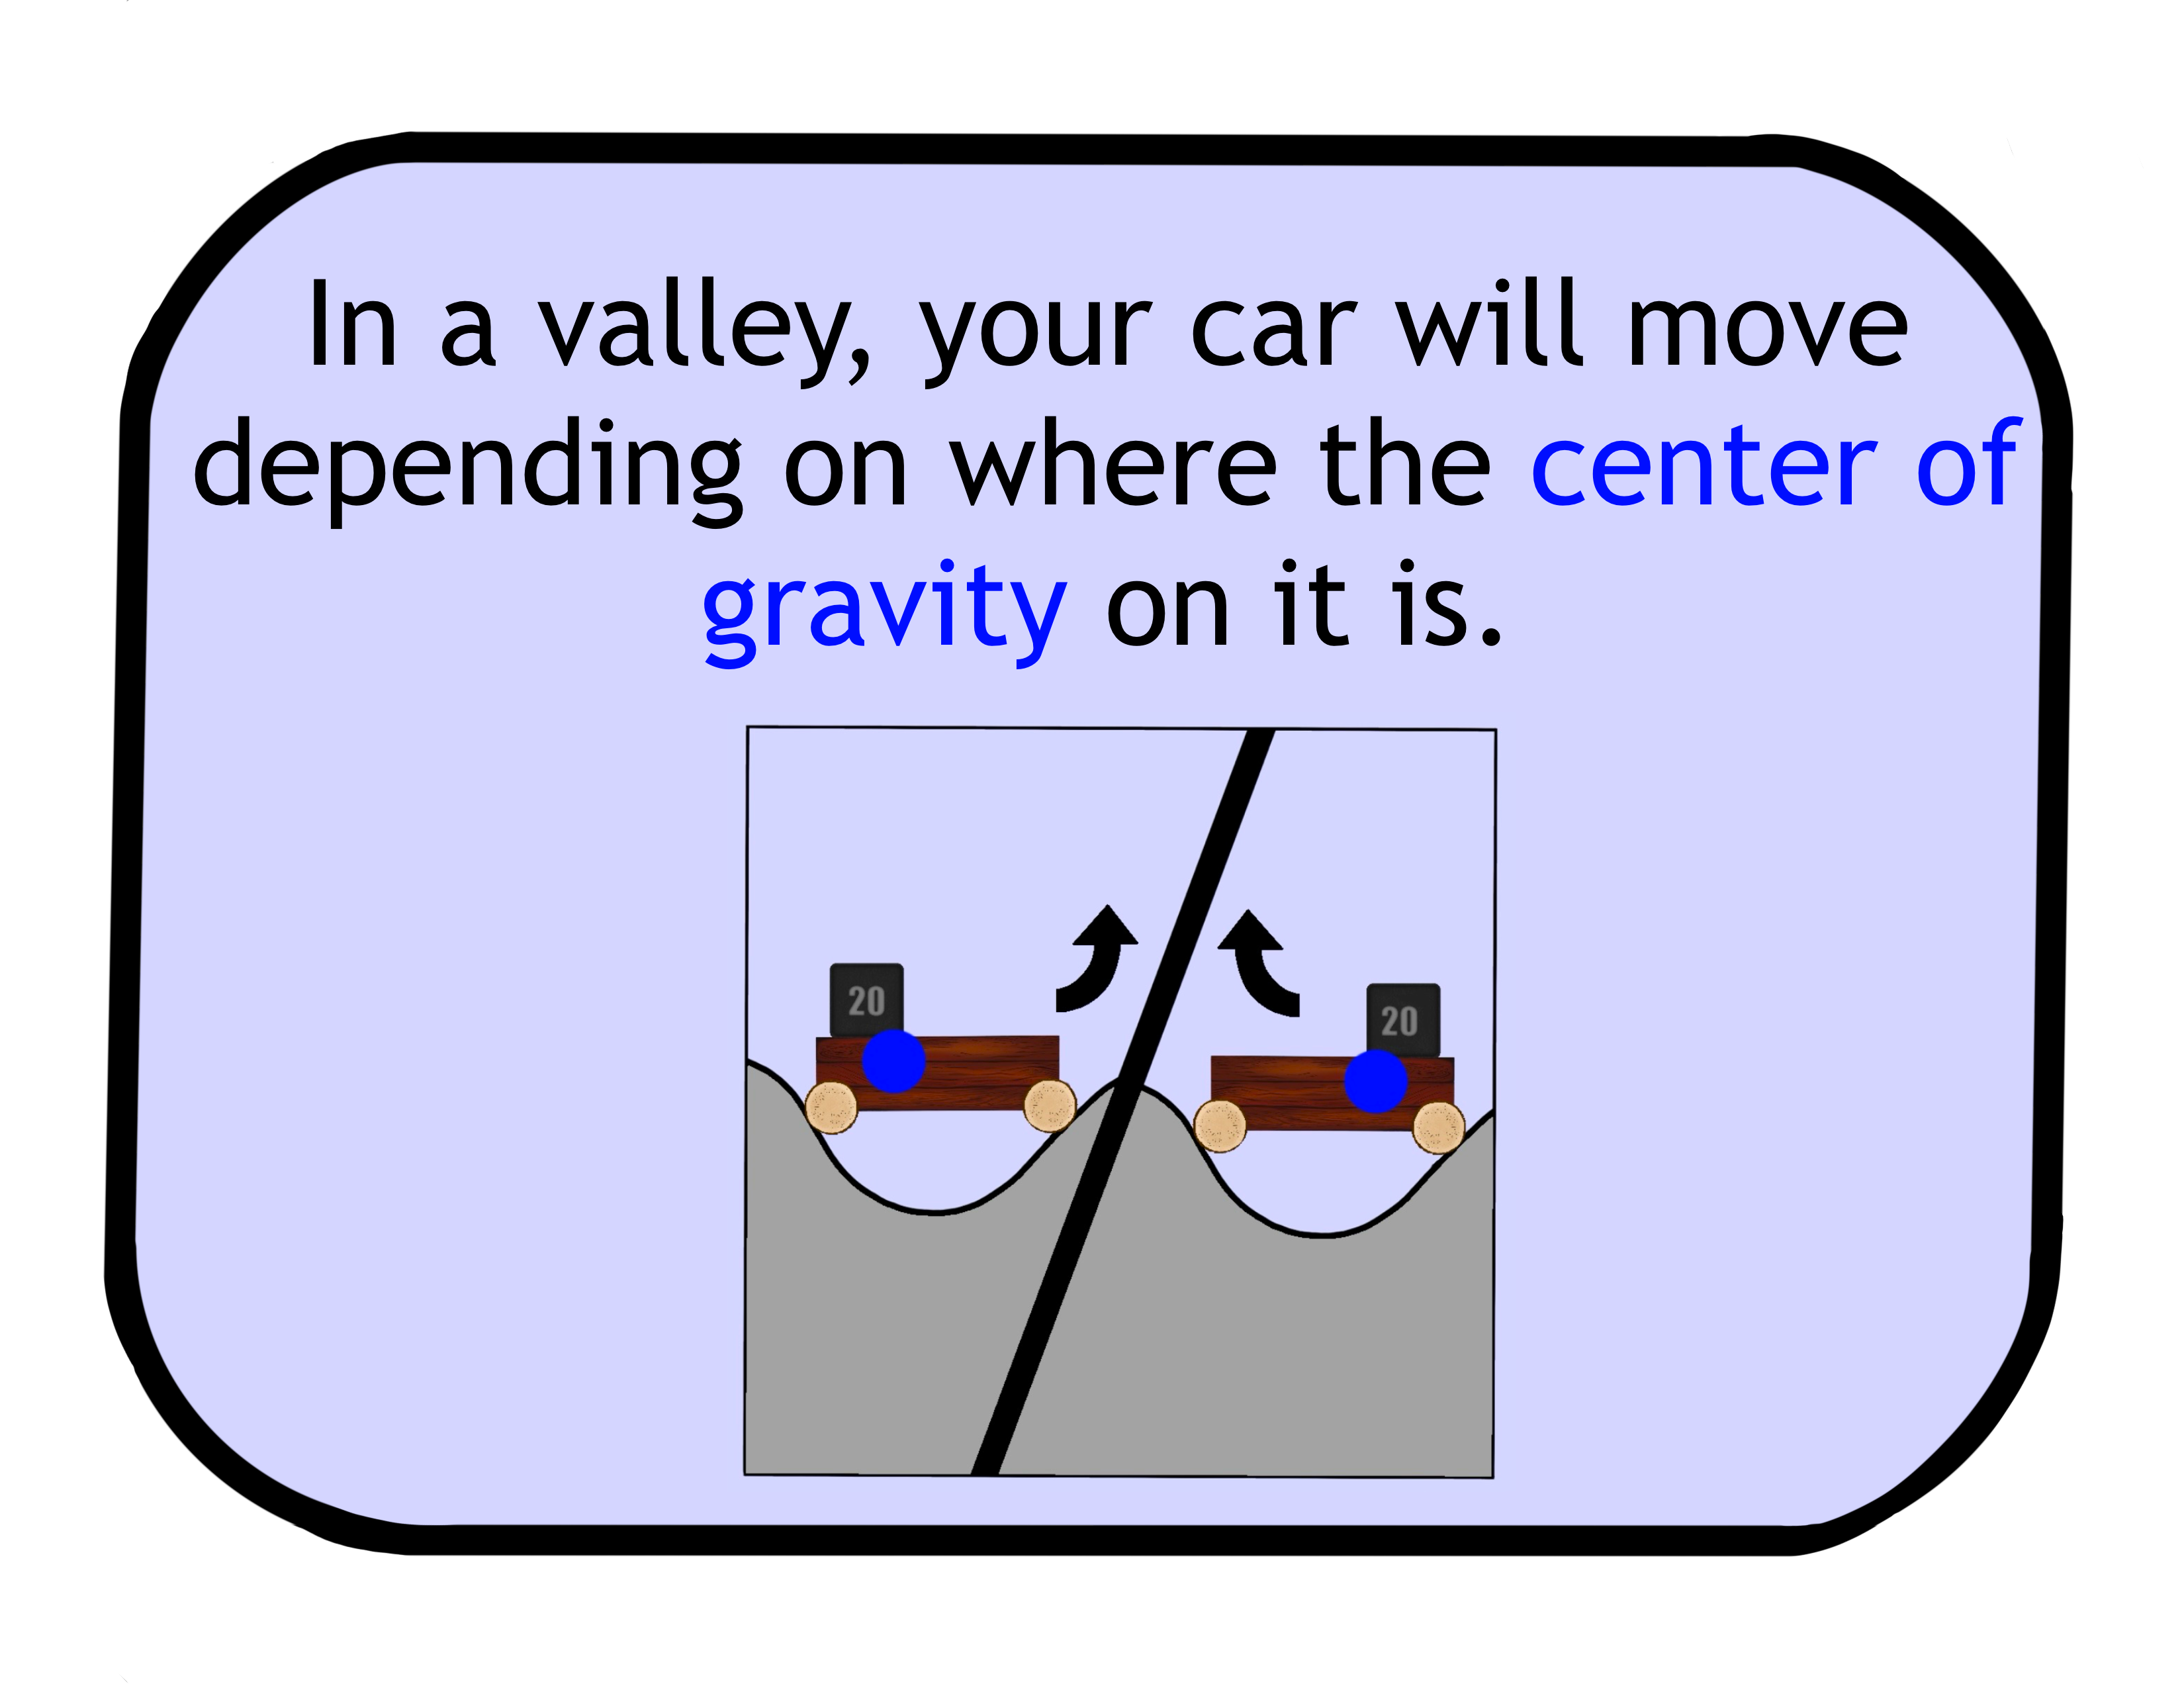 In a valley, your car will move
depending on where the center of
gravity on it is.
20
20